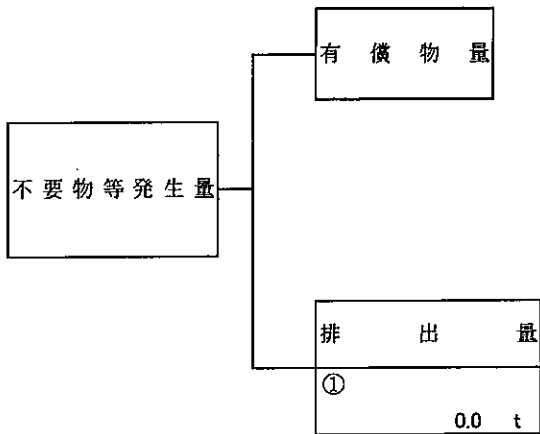 有償物量
不要物等発生量
排出量
①
0.0 t